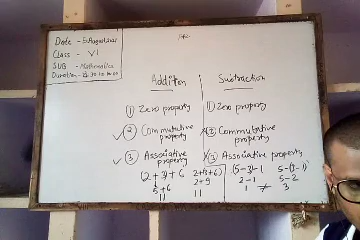 Class - VI
SUB - Mathematics
Addition
① Zero property
✓② Commutative property
✓③ Associative property
(2+3)+6 2+(3+6)
5+6 2+9
11 11
Subtraction
① Zero property
✗② Commutative property
✗③ Associative property
(5-3)-1 5-(3-1)
2-1 5-2
1 ≠ 3